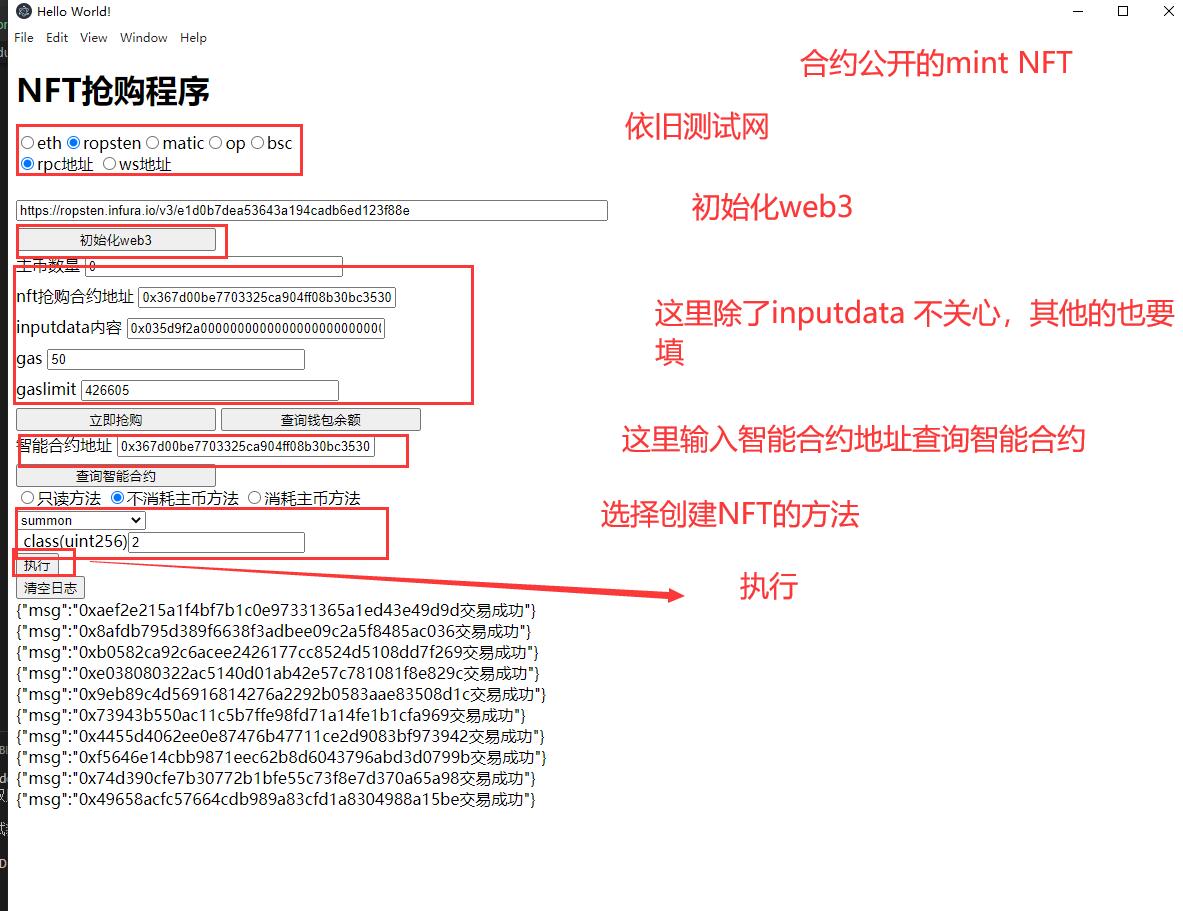 Hello World!
File Edit View Window Help
合约公开的mint NFT
NFT抢购程序
依旧测试网
eth ropsten matic op bsc
rpc地址 ws地址
https://ropsten.infura.io/v3/e1d0b7dea53643a194cadb6ed123f88e
初始化web3
初始化web3
主币数量 0
nft抢购合约地址 0x367d00be7703325ca904ff08b30bc3530
inputdata内容 0x035d9f2a000000000000000000000000
这里除了inputdata 不关心，其他的也要
填
gas 50
gaslimit 426605
立即抢购 查询钱包余额
智能合约地址 0x367d00be7703325ca904ff08b30bc3530
这里输入智能合约地址查询智能合约
查询智能合约
只读方法 不消耗主币方法 消耗主币方法
选择创建NFT的方法
summon
class(uint256) 2
执行
执行
清空日志
{"msg":"0xaef2e215a1f4bf7b1c0e97331365a1ed43e49d9d交易成功"}
{"msg":"0x8afdb795d389f6638f3adbee09c2a5f8485ac036交易成功"}
{"msg":"0xb0582ca92c6acee2426177cc8524d5108dd7f269交易成功"}
{"msg":"0xe038080322ac5140d01ab42e57c781081f8e829c交易成功"}
{"msg":"0x9eb89c4d56916814276a2292b0583aae83508d1c交易成功"}
{"msg":"0x73943b550ac11c5b7ffe98fd71a14fe1b1cfa969交易成功"}
{"msg":"0x4455d4062ee0e87476b47711ce2d9083bf973942交易成功"}
{"msg":"0xf5646e14cbb9871eec62b8d6043796abd3d0799b交易成功"}
{"msg":"0x74d390cfe7b30772b1bfe55c73f8e7d370a65a98交易成功"}
{"msg":"0x49658acfc57664cdb989a83cfd1a8304988a15be交易成功"}